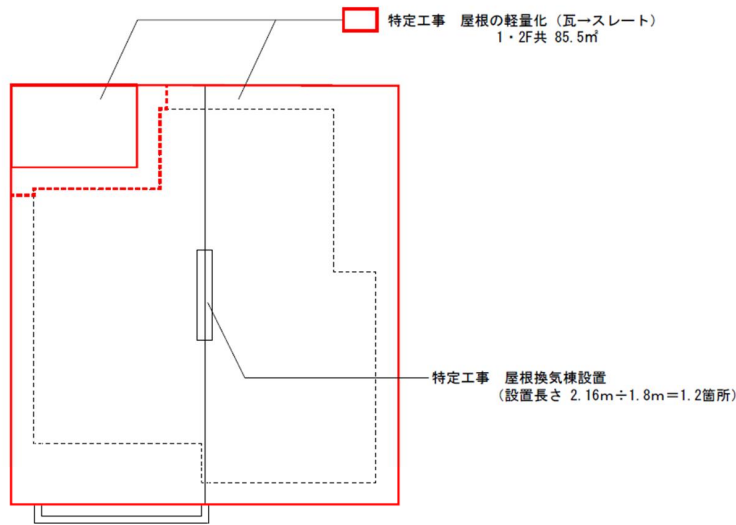 特定工事　屋根の軽量化（瓦→スレート）
1・2F共 85.5㎡
特定工事　屋根換気棟設置
（設置長さ 2.16m÷1.8m＝1.2箇所）